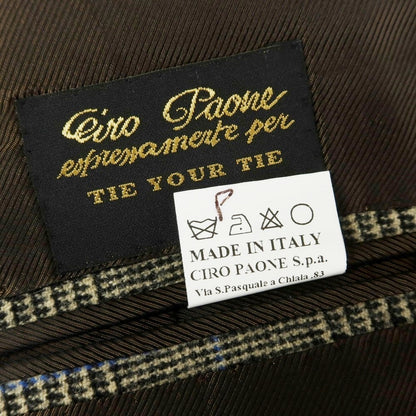 Ciro Paone
espressamente per
TIE YOUR TIE
P
MADE IN ITALY
CIRO PAONE S.p.a.
Via S.Pasquale a Chiaia .83